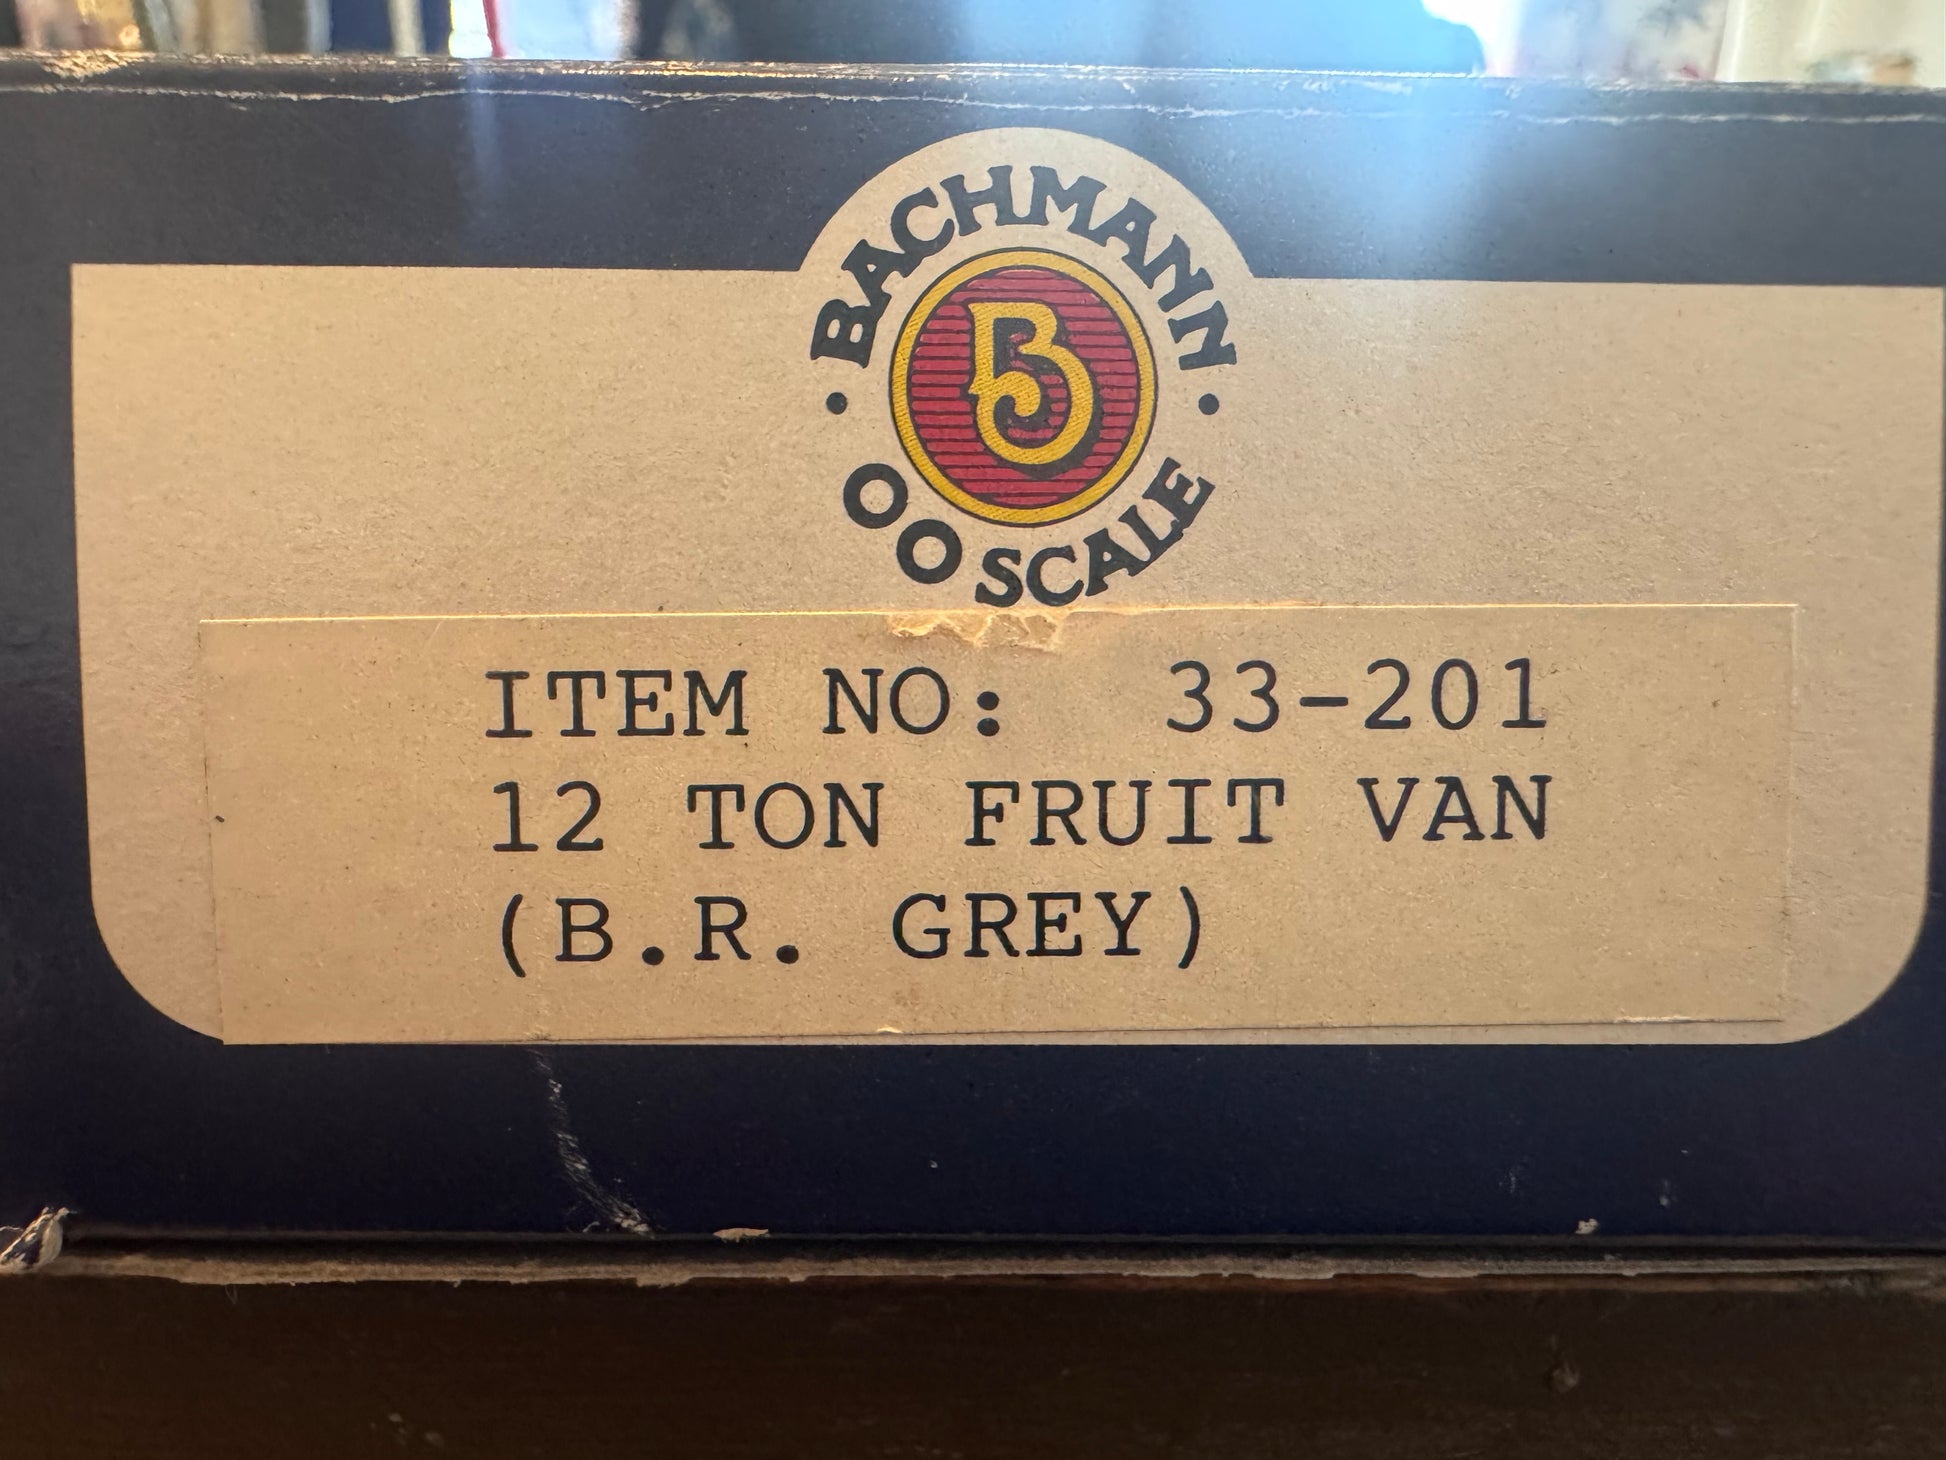 BACHMANN
B
OO SCALE
ITEM NO: 33-201
12 TON FRUIT VAN
(B.R. GREY)